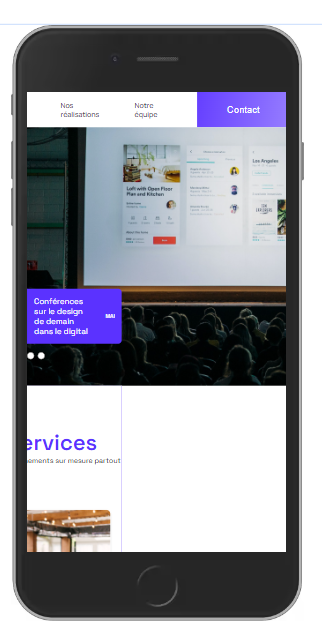 Nos
réalisations
Notre
équipe
Contact
Left with Open Floor
Plan and Kitchen
Los Angeles
Conférences
sur le design
de demain
dans le digital
MAI
ervices
ements sur mesure partout